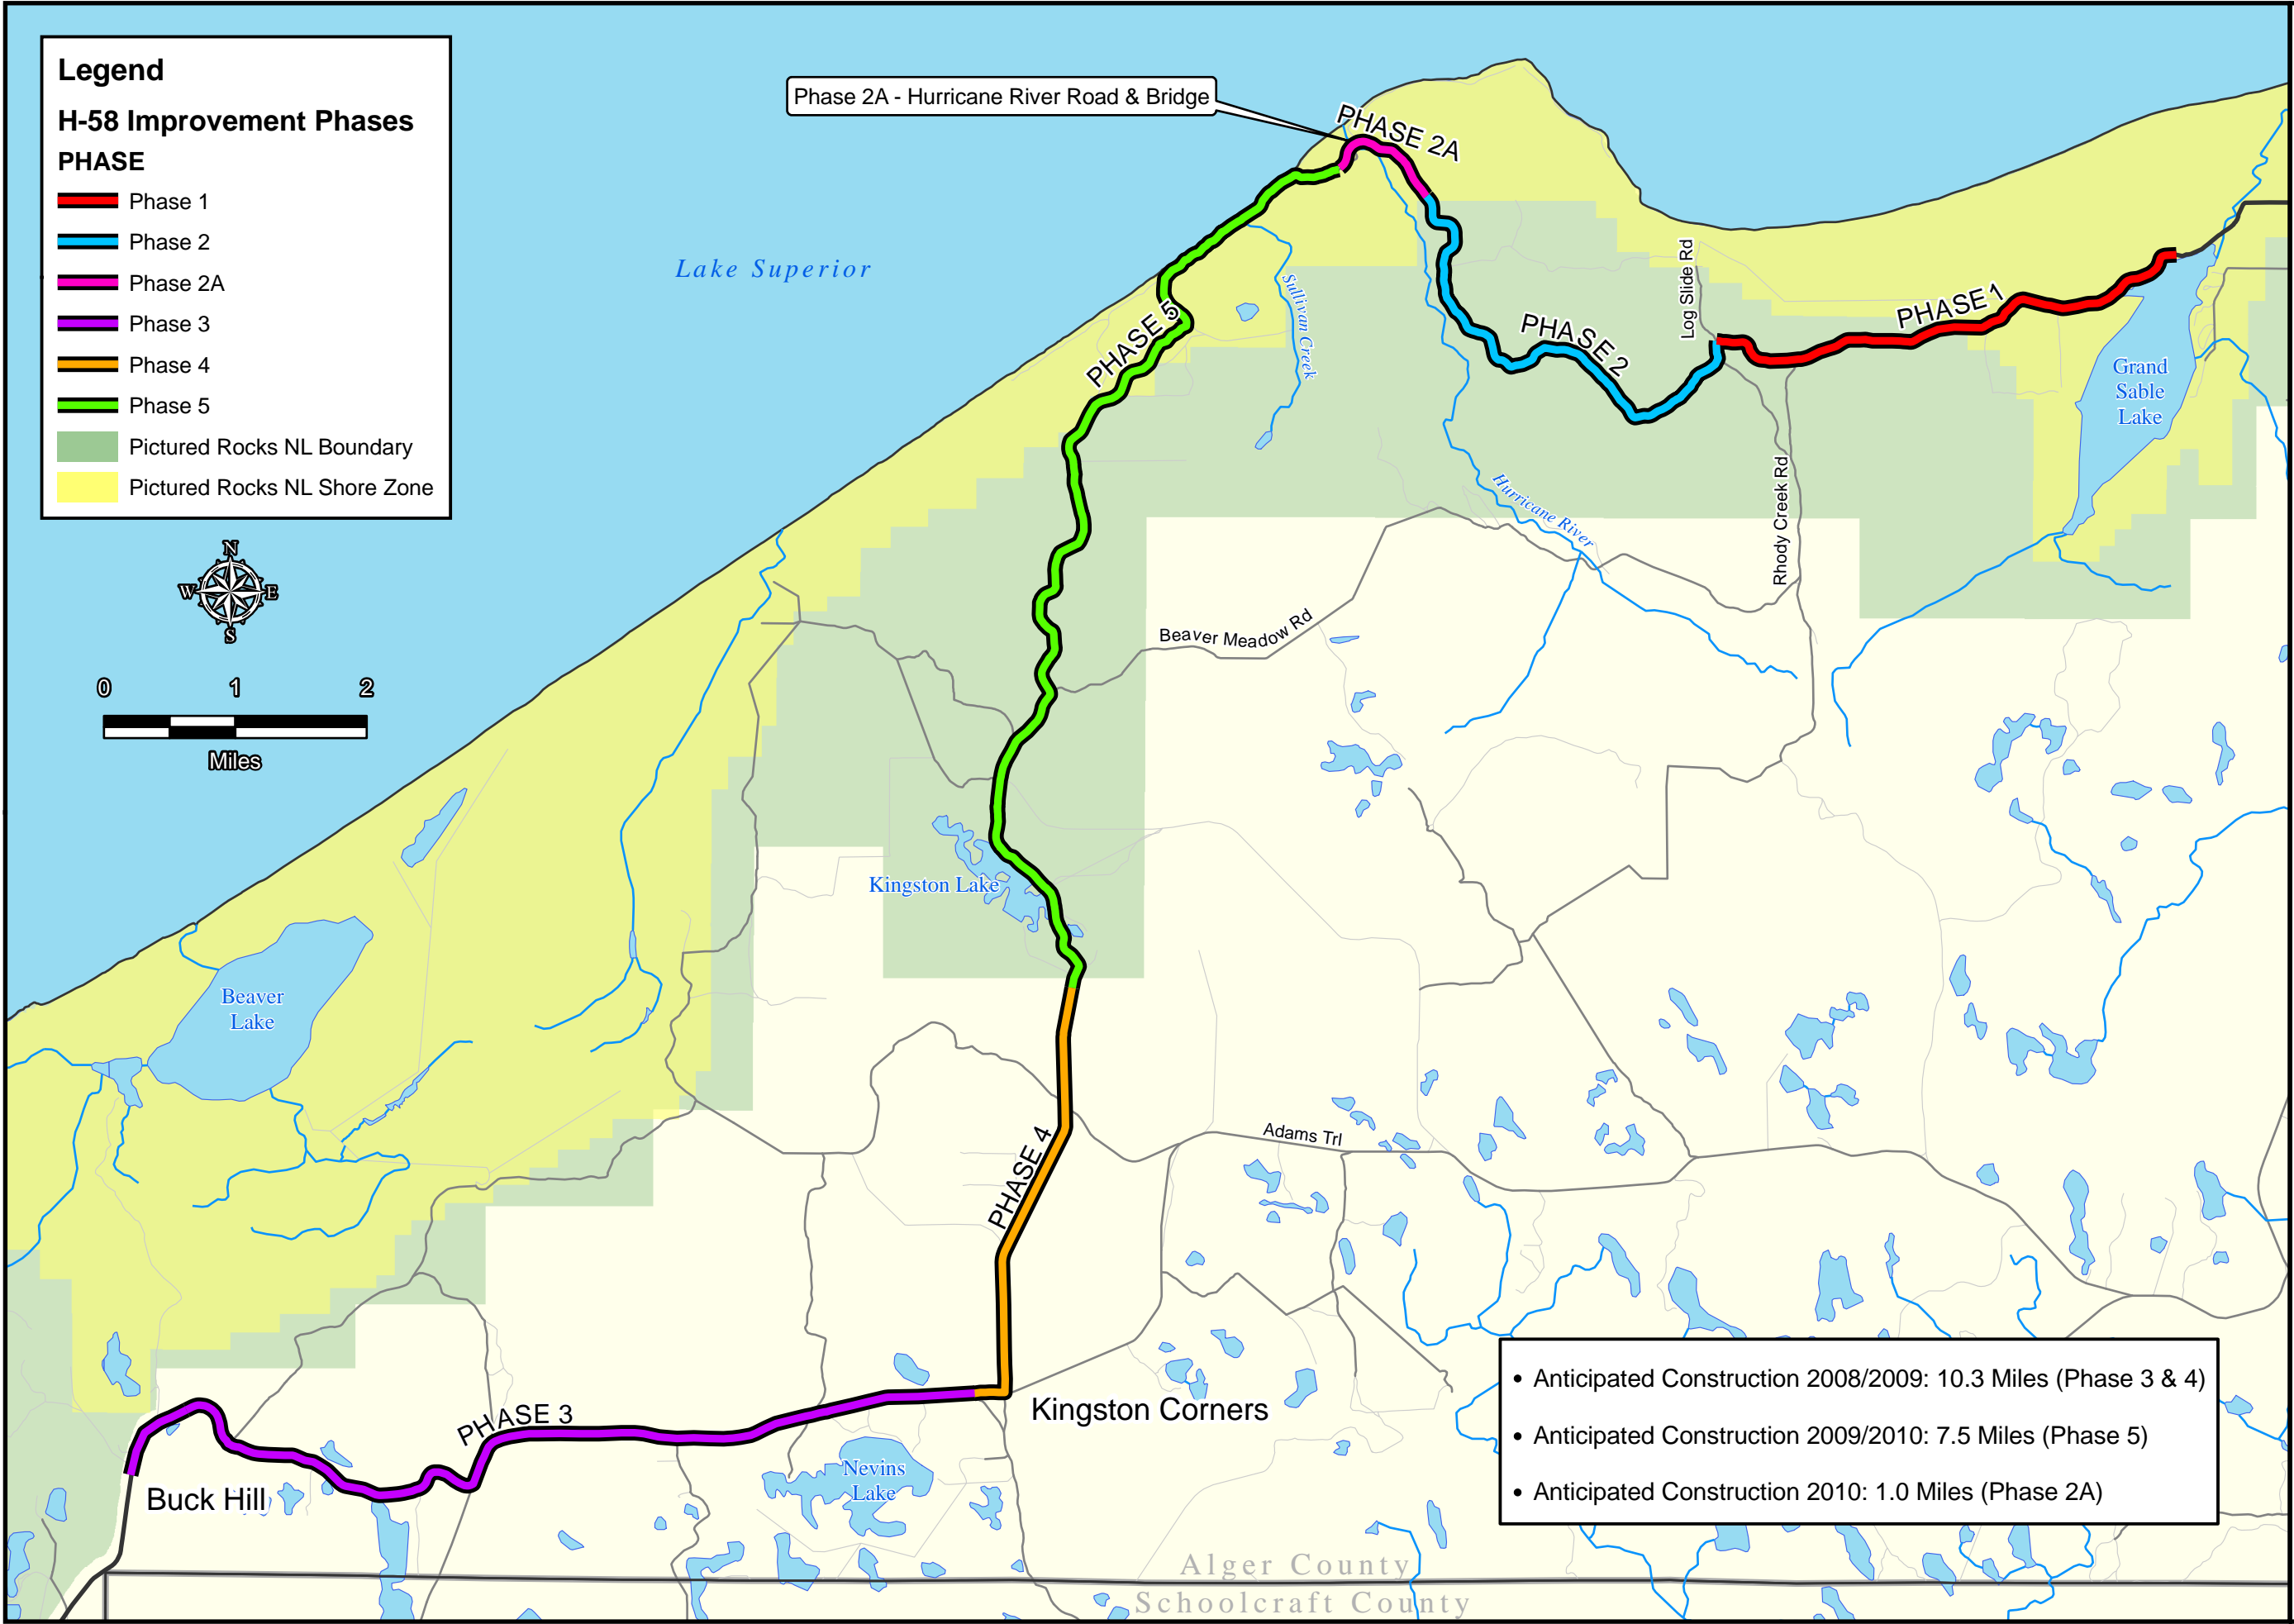 Legend
H-58 Improvement Phases
PHASE
Phase 1
Phase 2
Phase 2A
Phase 3
Phase 4
Phase 5
Pictured Rocks NL Boundary
Pictured Rocks NL Shore Zone
N
W
E
S
0 1 2
Miles
Phase 2A - Hurricane River Road & Bridge
PHASE 2A
Lake Superior
Sullivan Creek
PHASE 5
PHASE 2
Log Slide Rd
PHASE 1
Grand
Sable
Lake
Hurricane River
Rhody Creek Rd
Beaver Meadow Rd
Kingston Lake
Beaver
Lake
PHASE 4
Adams Trl
PHASE 3
Kingston Corners
Buck Hill
Nevins
Lake
• Anticipated Construction 2008/2009: 10.3 Miles (Phase 3 & 4)
• Anticipated Construction 2009/2010: 7.5 Miles (Phase 5)
• Anticipated Construction 2010: 1.0 Miles (Phase 2A)
Alger County
Schoolcraft County